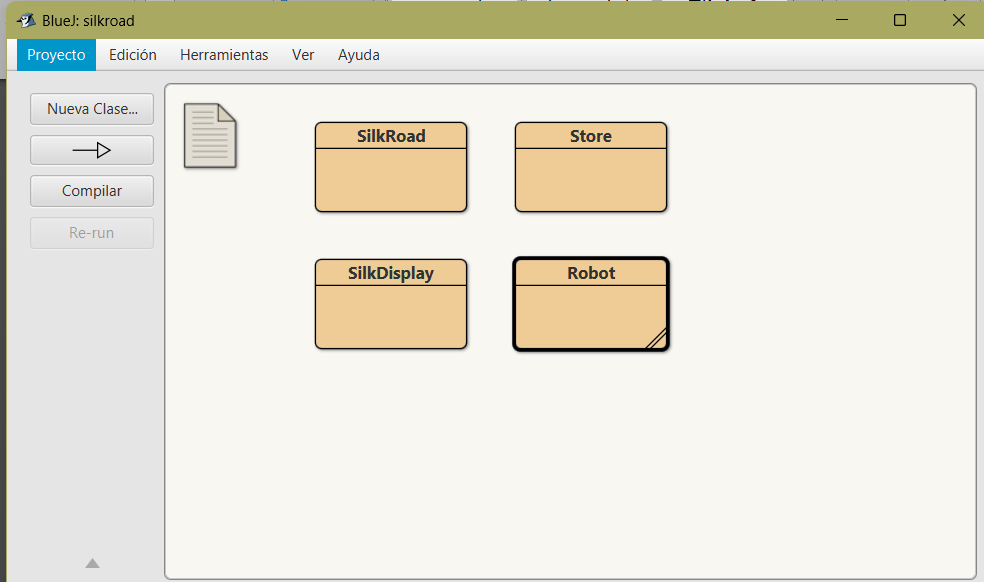 BlueJ: silkroad
Proyecto Edición Herramientas Ver Ayuda
Nueva Clase...
Compilar
Re-run
SilkRoad
Store
SilkDisplay
Robot